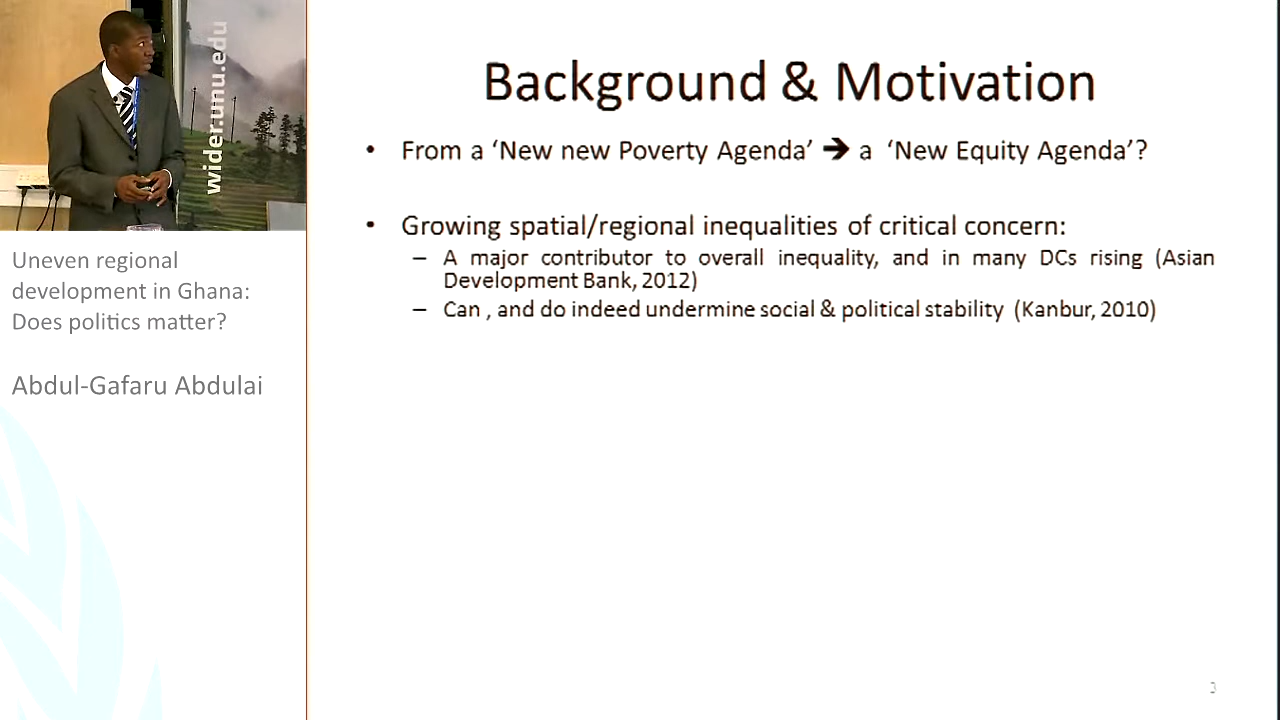 wider.unu.edu
Uneven regional
development in Ghana:
Does politics matter?
Abdul-Gafaru Abdulai
Background & Motivation
• From a ‘New new Poverty Agenda’ ➔ a ‘New Equity Agenda’?
• Growing spatial/regional inequalities of critical concern:
– A major contributor to overall inequality, and in many DCs rising (Asian
Development Bank, 2012)
– Can , and do indeed undermine social & political stability (Kanbur, 2010)
3